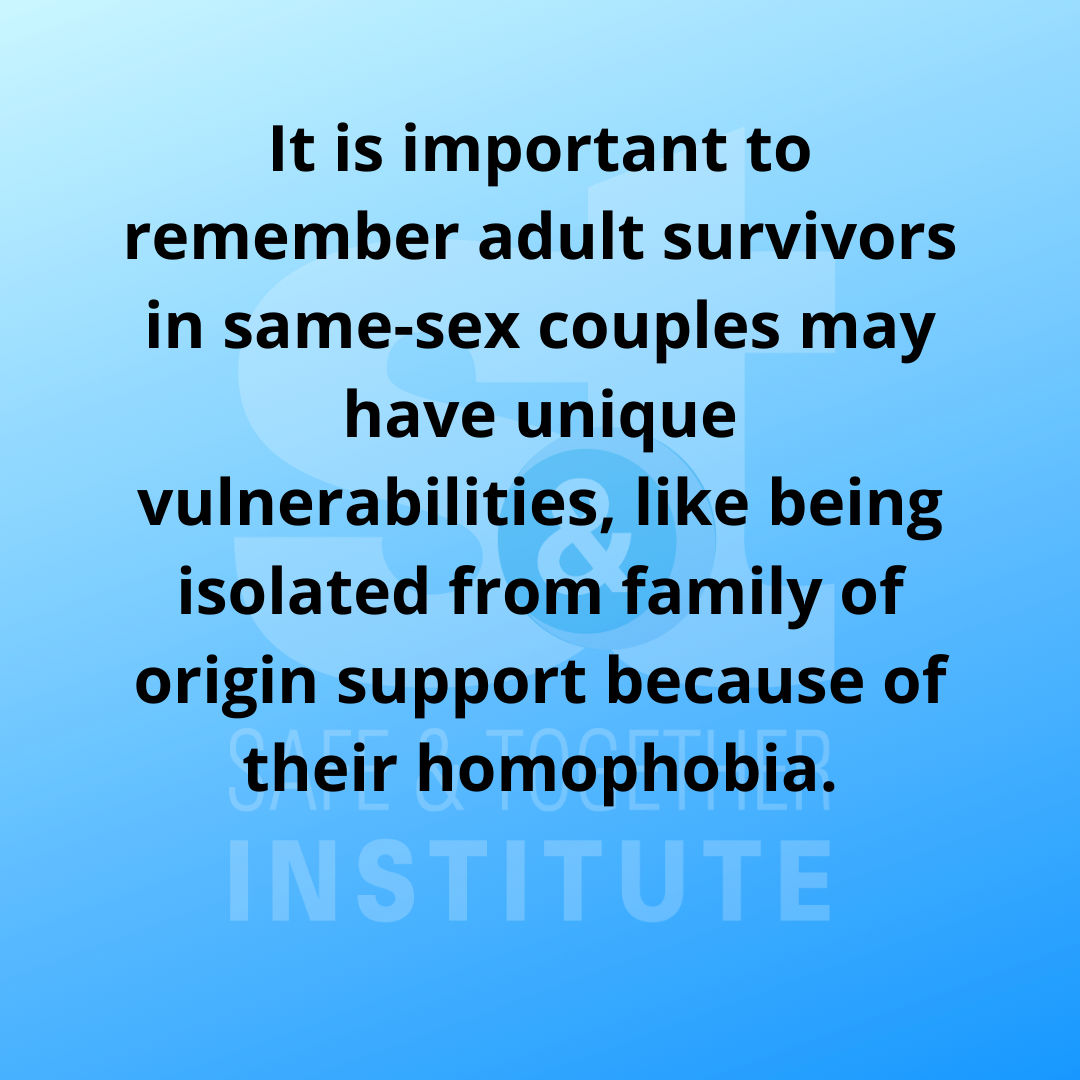 It is important to
remember adult survivors
in same-sex couples may
have unique
vulnerabilities, like being
isolated from family of
origin support because of
their homophobia.
s&t
SAFE & TOGETHER
INSTITUTE